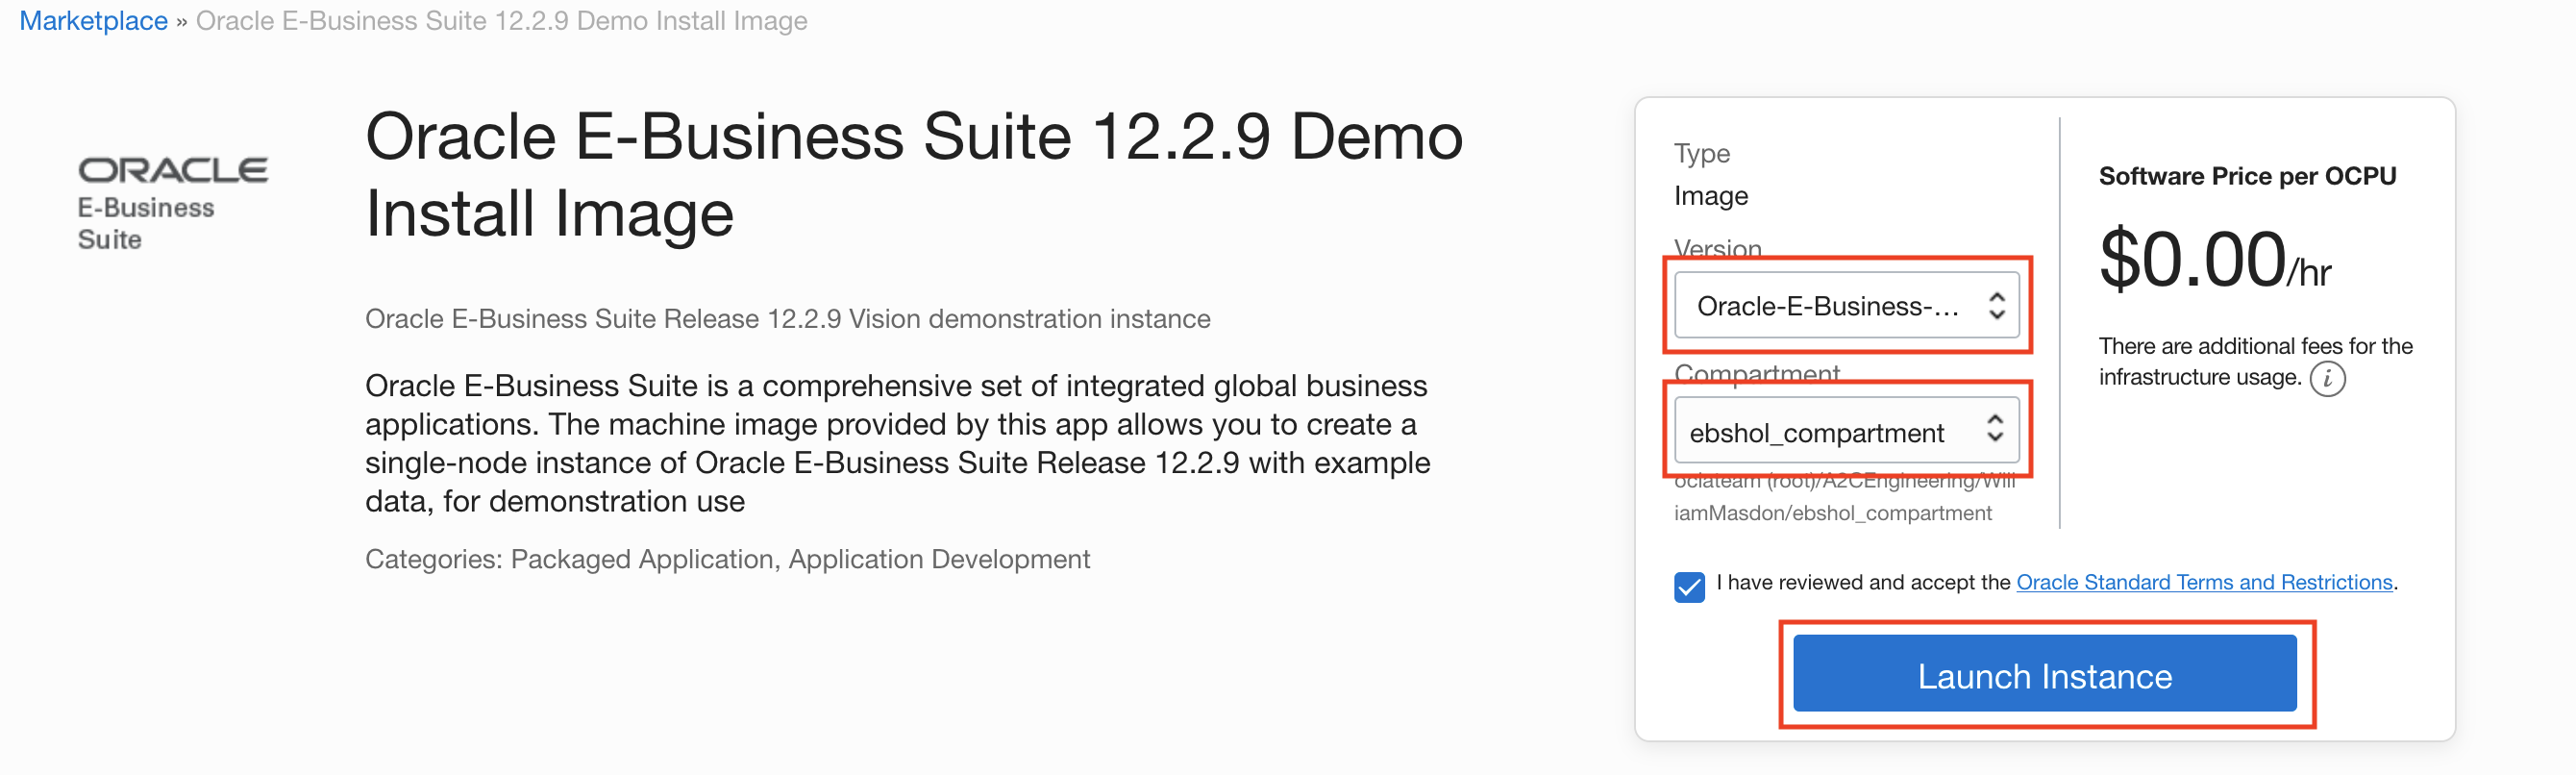 Marketplace » Oracle E-Business Suite 12.2.9 Demo Install Image
ORACLE
E-Business
Suite
Oracle E-Business Suite 12.2.9 Demo
Install Image
Oracle E-Business Suite Release 12.2.9 Vision demonstration instance
Oracle E-Business Suite is a comprehensive set of integrated global business
applications. The machine image provided by this app allows you to create a
single-node instance of Oracle E-Business Suite Release 12.2.9 with example
data, for demonstration use
Categories: Packaged Application, Application Development
Type
Image
Version
Oracle-E-Business-...
Compartment
ebshol_compartment
ociateam (root)/A2CEngineering/Will
iamMasdon/ebshol_compartment
Software Price per OCPU
$0.00/hr
There are additional fees for the
infrastructure usage. i
I have reviewed and accept the Oracle Standard Terms and Restrictions.
Launch Instance